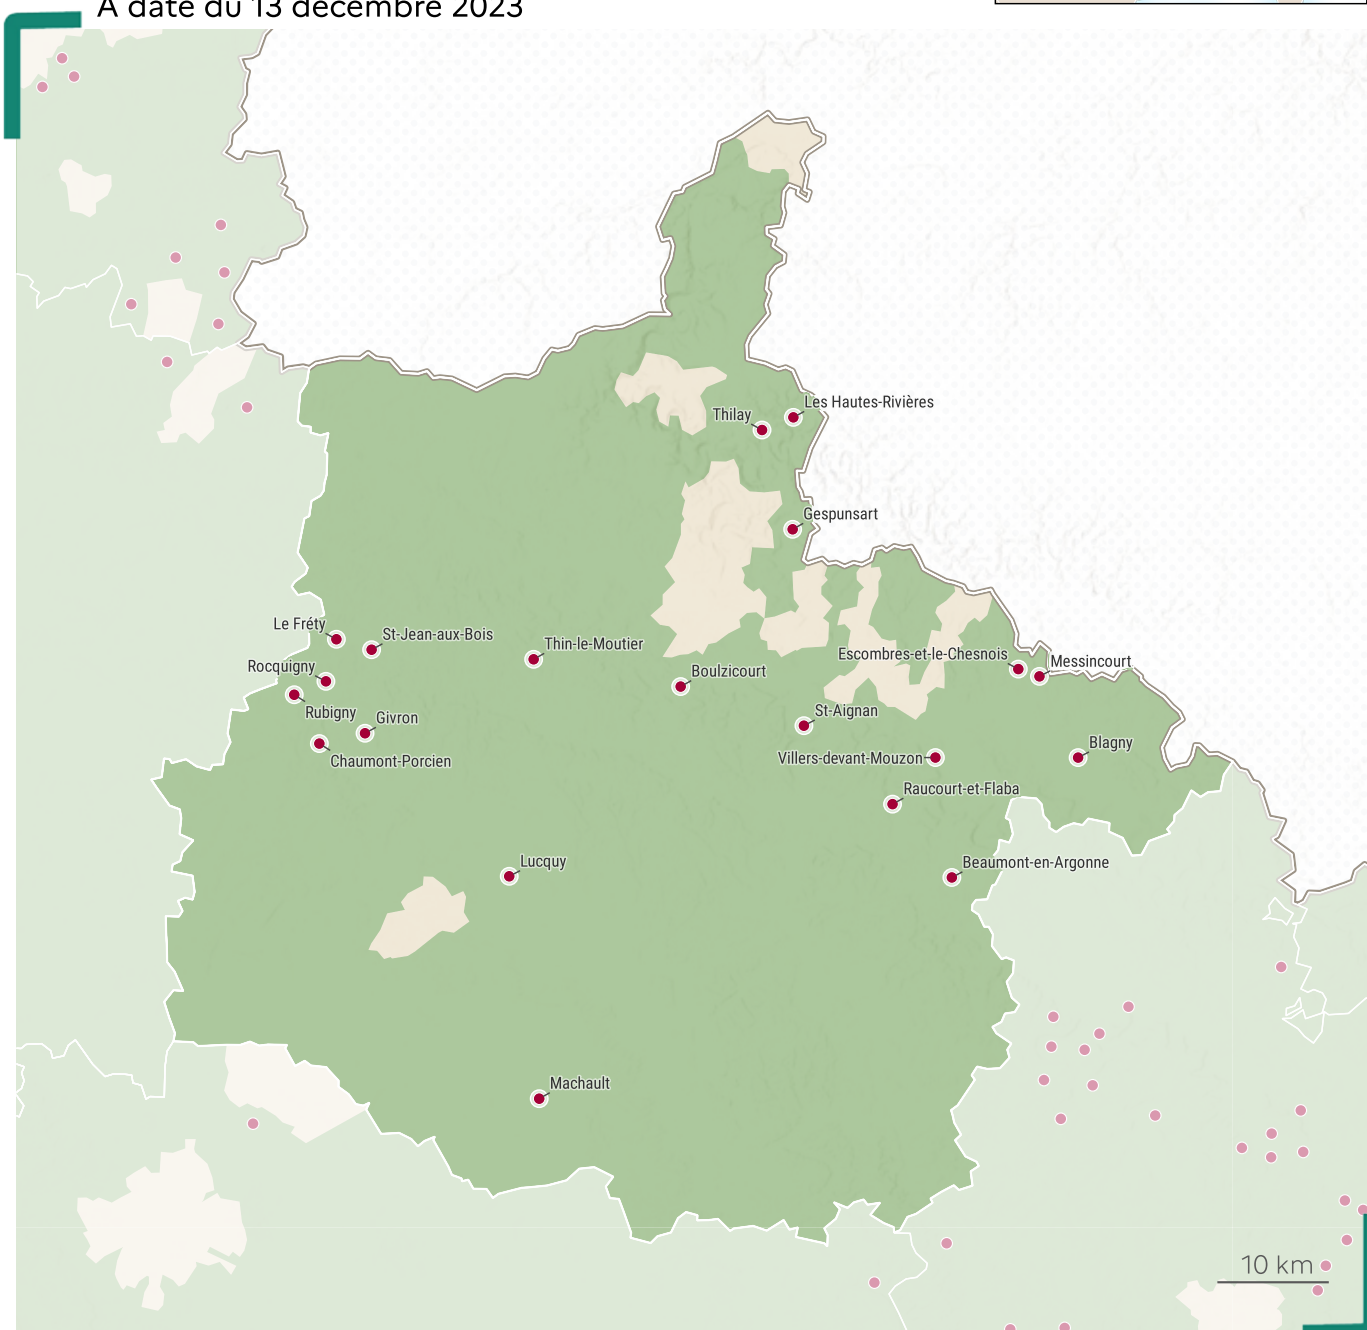 À date du 13 décembre 2023
Les Hautes-Rivières
Thilay
Gespunsart
Le Fréty
St-Jean-aux-Bois
Thin-le-Moutier
Escombres-et-le-Chesnois
Messincourt
Rocquigny
Boulzicourt
Rubigny
Givron
St-Aignan
Blagny
Chaumont-Porcien
Villers-devant-Mouzon
Raucourt-et-Flaba
Lucquy
Beaumont-en-Argonne
Machault
10 km